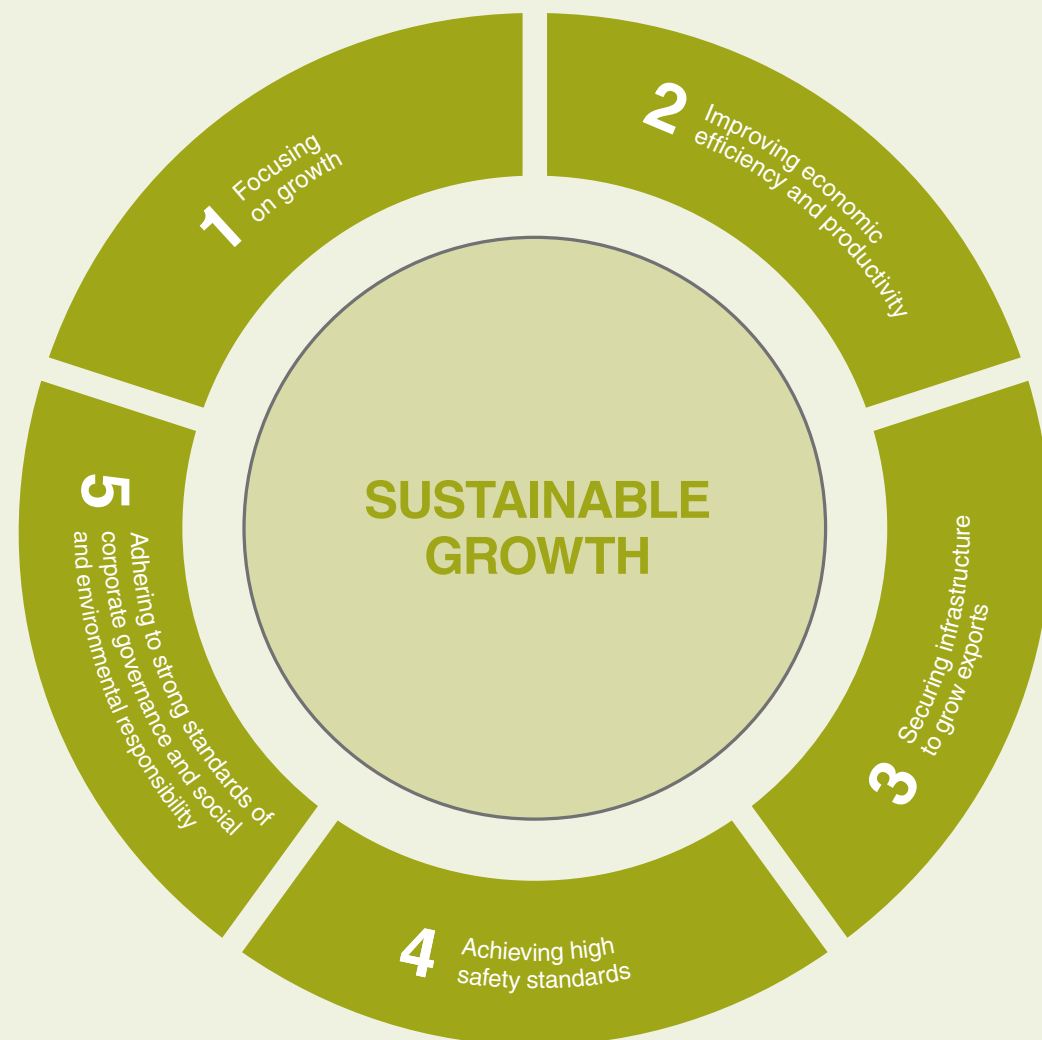 1
Focusing
on growth
2
Improving economic
efficiency and productivity
3
Securing infrastructure
to grow exports
4
Achieving high
safety standards
5
Adhering to strong standards of
corporate governance and social
and environmental responsibility
SUSTAINABLE
GROWTH